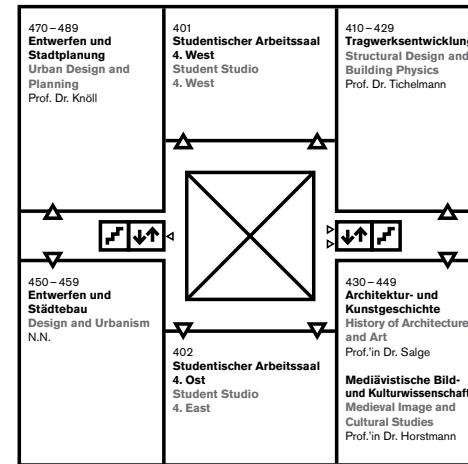 470–489
Entwerfen und
Stadtplanung
Urban Design and
Planning
Prof. Dr. Knöll
401
Studentischer Arbeitssaal
4. West
Student Studio
4. West
410–429
Tragwerksentwicklung
Structural Design and
Building Physics
Prof. Dr. Tichelmann
450–459
Entwerfen und
Städtebau
Design and Urbanism
N.N.
402
Studentischer Arbeitssaal
4. Ost
Student Studio
4. East
430–449
Architektur- und
Kunstgeschichte
History of Architecture
and Art
Prof.'in Dr. Salge
Mediävistische Bild-
und Kulturwissenschaft
Medieval Image and
Cultural Studies
Prof.'in Dr. Horstmann